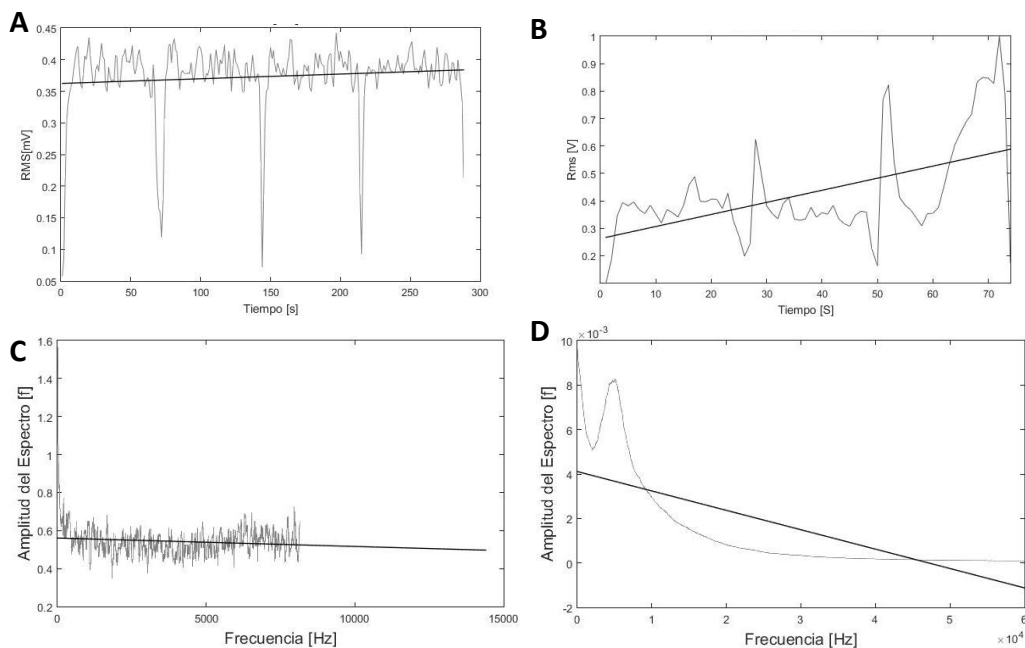 A
0.45
0.4
0.35
0.3
0.25
0.2
0.15
0.1
0.05
RMS[mV]
0 50 100 150 200 250 300
Tiempo [s]
B
1
0.9
0.8
0.7
0.6
0.5
0.4
0.3
0.2
Rms [V]
0 10 20 30 40 50 60 70
Tiempo [S]
C
1.6
1.4
1.2
1
0.8
0.6
0.4
0.2
Amplitud del Espectro [f]
0 5000 10000 15000
Frecuencia [Hz]
D
×10⁻³
10
8
6
4
2
0
-2
Amplitud del Espectro [f]
0 1 2 3 4 5 6
×10⁴
Frecuencia [Hz]